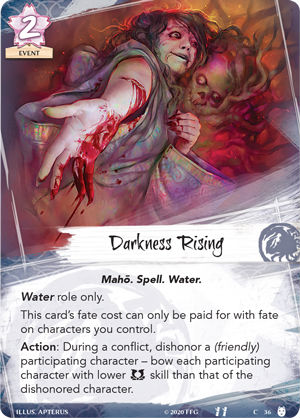 2
EVENT
Darkness Rising
Mahō. Spell. Water.
Water role only.
This card's fate cost can only be paid for with fate
on characters you control.
Action: During a conflict, dishonor a (friendly)
participating character – bow each participating
character with lower skill than that of the
dishonored character.
ILLUS. APTERUS
© 2020 FFG
C 36